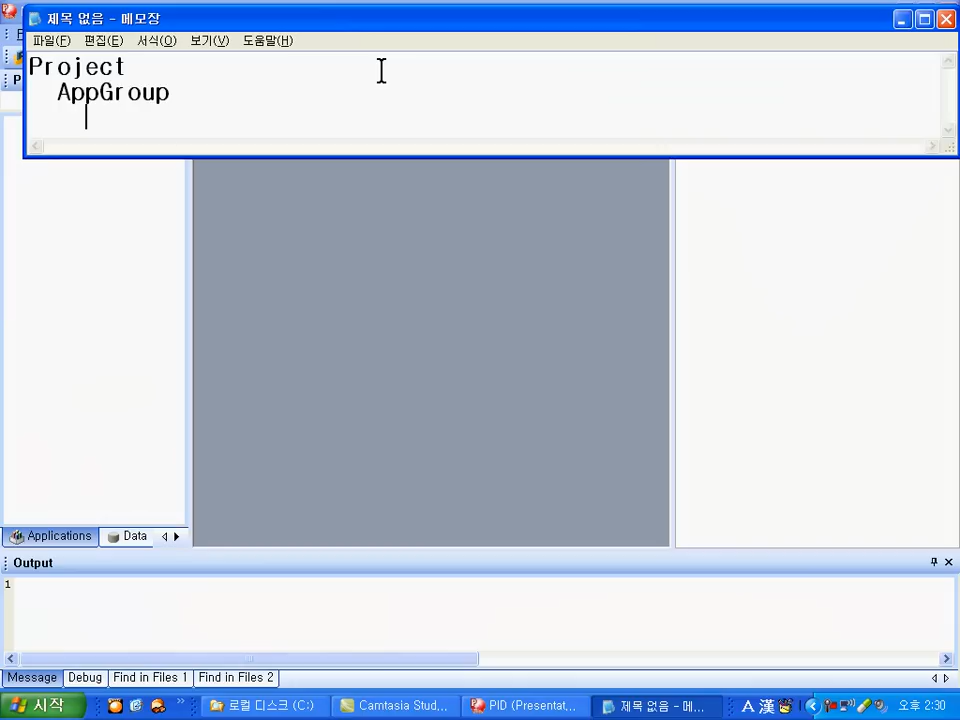 제목 없음 - 메모장
파일(F) 편집(E) 서식(O) 보기(V) 도움말(H)
Project
AppGroup
Applications Data
Output
1
Message Debug Find in Files 1 Find in Files 2
시작 로컬 디스크 (C:) Camtasia Stud... PID (Presentat... 제목 없음 - 메... A 漢 오후 2:30